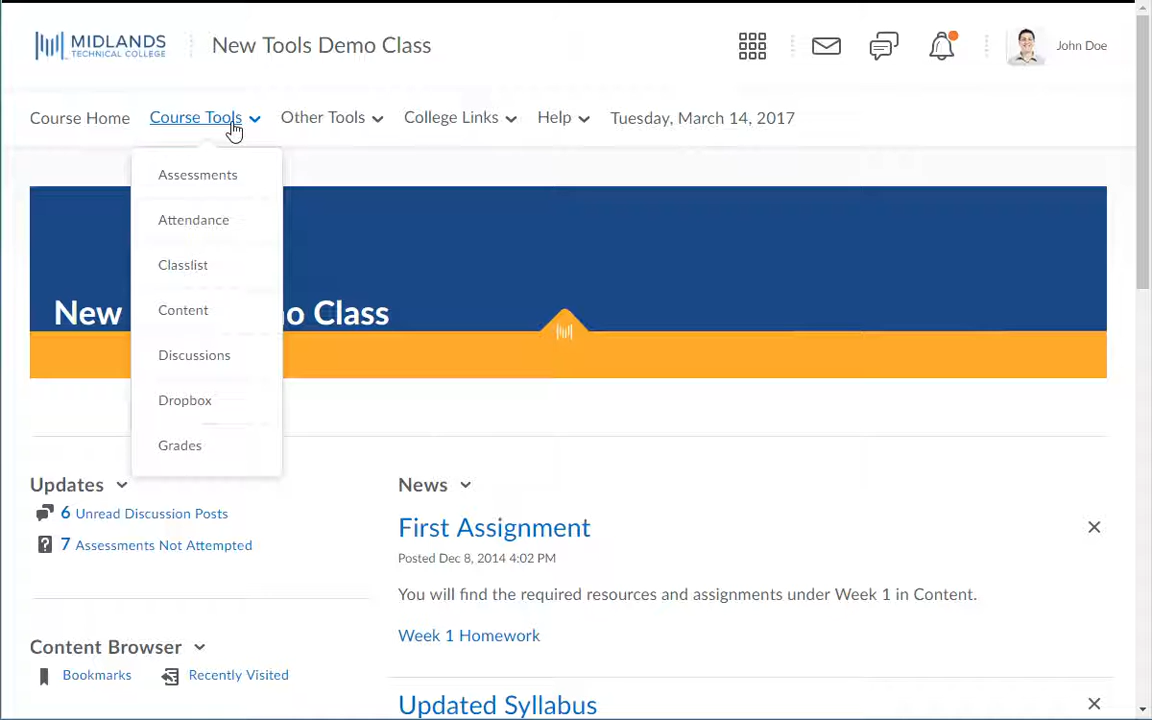 MIDLANDS
TECHNICAL COLLEGE
New Tools Demo Class
John Doe
Course Home
Course Tools
Other Tools
College Links
Help
Tuesday, March 14, 2017
Assessments
Attendance
Classlist
Content
Discussions
Dropbox
Grades
New
o Class
Updates
6 Unread Discussion Posts
7 Assessments Not Attempted
Content Browser
Bookmarks
Recently Visited
News
First Assignment
Posted Dec 8, 2014 4:02 PM
You will find the required resources and assignments under Week 1 in Content.
Week 1 Homework
Updated Syllabus